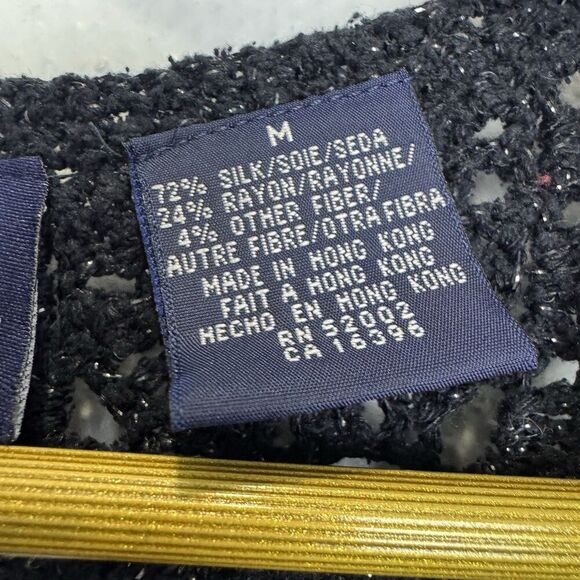 M
72% SILK/SOIE/SEDA
24% RAYON/RAYONNE/
4% OTHER FIBER/
AUTRE FIBRE/OTRA FIBRA
MADE IN HONG KONG
FAIT A HONG KONG
HECHO EN HONG KONG
RN 52002
CA 16396